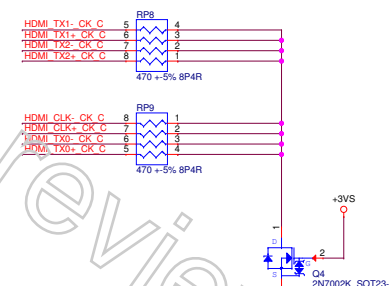 RP8
HDMI_TX1-_CK_C 5 4
HDMI_TX1+_CK_C 6 3
HDMI_TX2-_CK_C 7 2
HDMI_TX2+_CK_C 8 1
470 +-5% 8P4R
RP9
HDMI_CLK-_CK_C 8 1
HDMI_CLK+_CK_C 7 2
HDMI_TX0-_CK_C 6 3
HDMI_TX0+_CK_C 5 4
470 +-5% 8P4R
+3VS
1
D
2
G
S
Q4
2N7002K_SOT23-
review